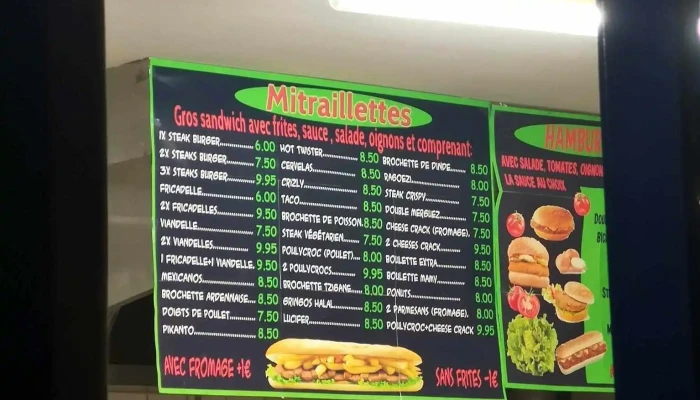 Mitraillettes
Gros sandwich avec frites, sauce, salade, oignons et comprenant:
1X STEAK BURGER 6.00
2X STEAKS BURGER 7.50
3X STEAKS BURGER 9.95
FRICADELLE 6.00
2X FRICADELLES 9.50
VIANDELLE 7.50
2X VIANDELLES 9.95
1 FRICADELLE+1 VIANDELLE. 9.50
MEXICANOS 8.50
BROCHETTE ARDENNAISE 8.50
DOIGTS DE POULET 7.50
PIKANTO 8.50
HOT TWISTER 8.50
CERVELAS 8.50
CRIZLY 8.50
TACO 8.50
BROCHETTE DE POISSON. 8.50
STEAK VÉGÉTARIEN 7.50
POULYCROC (POULET) 8.00
2 POULYCROCS 9.95
BROCHETTE TZIGANE 8.00
GRINGOS HALAL 8.50
LUCIFER 8.50
BROCHETTE DE DINDE 8.50
RAGOEZI 8.00
STEAK CRISPY 7.50
DOUBLE MERGUEZ 7.50
CHEESE CRACK (FROMAGE). 7.50
2 CHEESES CRACK 9.50
BOULETTE EXTRA 8.50
BOULETTE MAMY 8.50
DONUTS 8.00
2 PARMESANS (FROMAGE). 8.00
POULYCROC+CHEESE CRACK 9.95
AVEC FROMAGE +1€
SANS FRITES -1€
HAMBUR
AVEC SALADE, TOMATES, OIGNON
LA SAUCE AU CHOIX